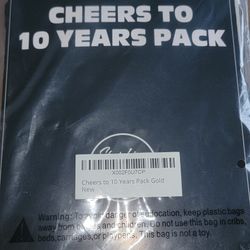 CHEERS TO
10 YEARS PACK
X002F0U7CP
Cheers to 10 Years Pack Gold
New
Warning: To avoid danger of suffocation, keep plastic bags
away from babies and children. Do not use this bag in cribs,
beds, carriages, or playpens. This bag is not a toy.